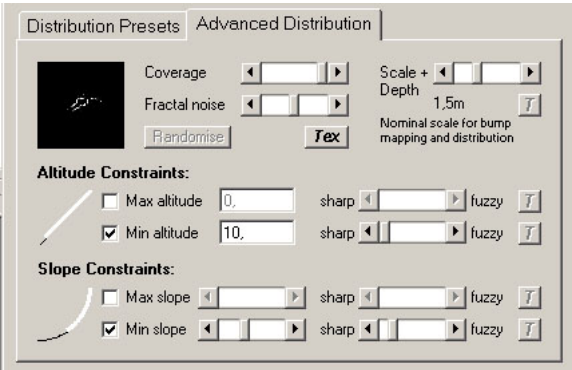 Distribution Presets Advanced Distribution
Coverage Scale +
Depth
Fractal noise 1,5m T
Randomise Tex Nominal scale for bump
mapping and distribution
Altitude Constraints:
Max altitude 0, sharp fuzzy T
Min altitude 10, sharp fuzzy T
Slope Constraints:
Max slope sharp fuzzy T
Min slope sharp fuzzy T